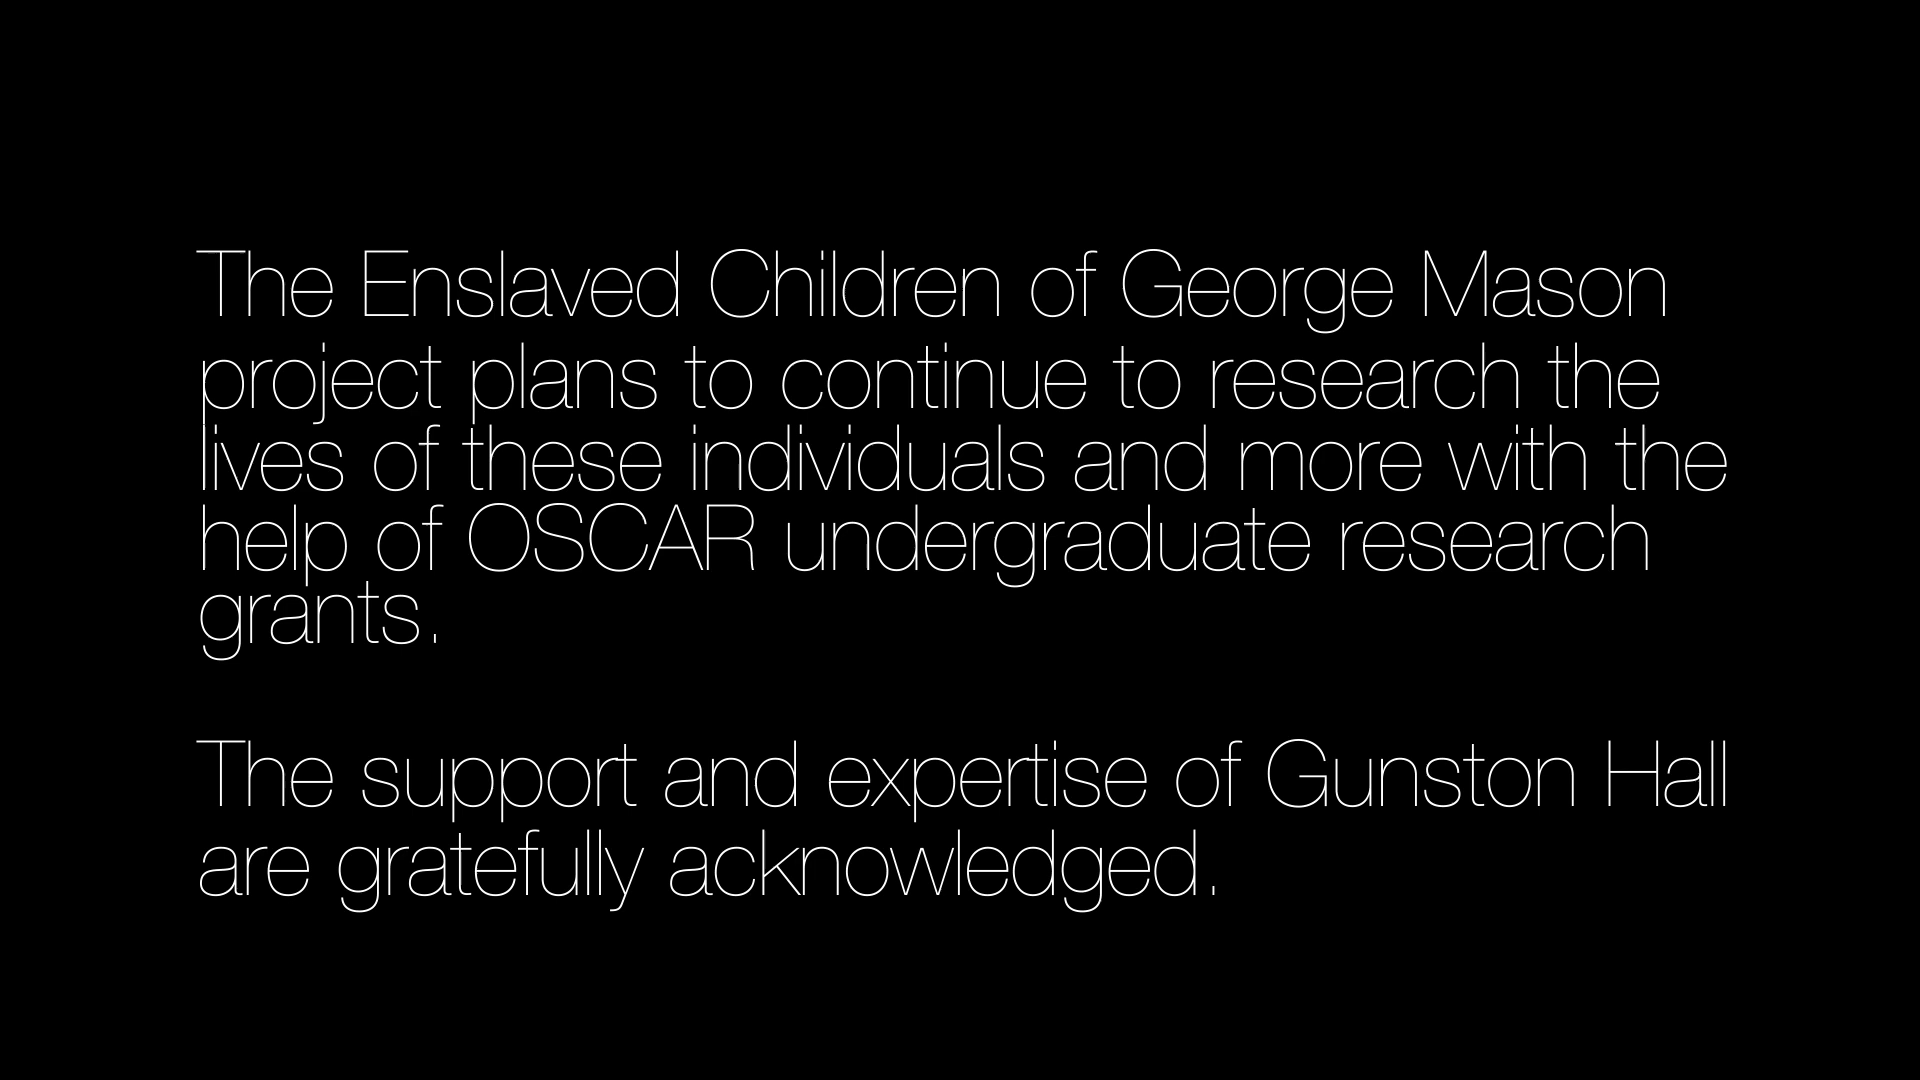 The Enslaved Children of George Mason
project plans to continue to research the
lives of these individuals and more with the
help of OSCAR undergraduate research
grants.
The support and expertise of Gunston Hall
are gratefully acknowledged.